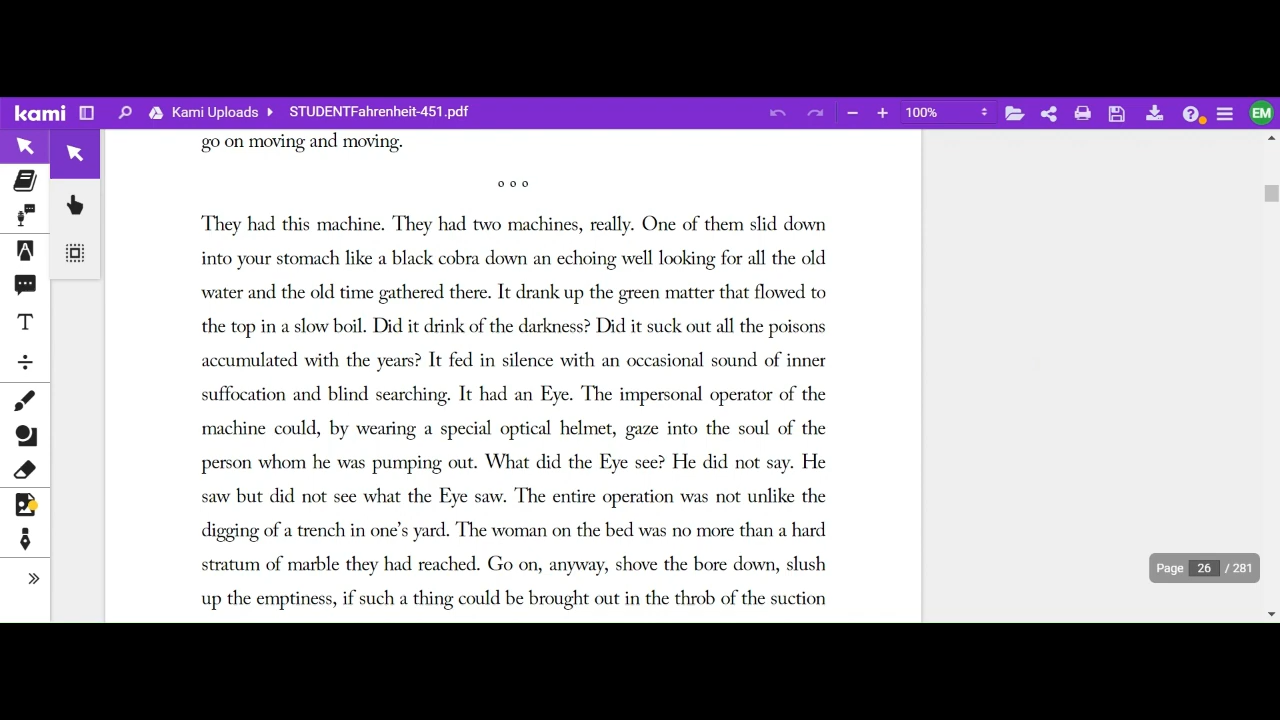 kami Kami Uploads STUDENTFahrenheit-451.pdf 100% EM
go on moving and moving.
o o o
They had this machine. They had two machines, really. One of them slid down
into your stomach like a black cobra down an echoing well looking for all the old
water and the old time gathered there. It drank up the green matter that flowed to
the top in a slow boil. Did it drink of the darkness? Did it suck out all the poisons
accumulated with the years? It fed in silence with an occasional sound of inner
suffocation and blind searching. It had an Eye. The impersonal operator of the
machine could, by wearing a special optical helmet, gaze into the soul of the
person whom he was pumping out. What did the Eye see? He did not say. He
saw but did not see what the Eye saw. The entire operation was not unlike the
digging of a trench in one’s yard. The woman on the bed was no more than a hard
stratum of marble they had reached. Go on, anyway, shove the bore down, slush
up the emptiness, if such a thing could be brought out in the throb of the suction
Page 26 / 281